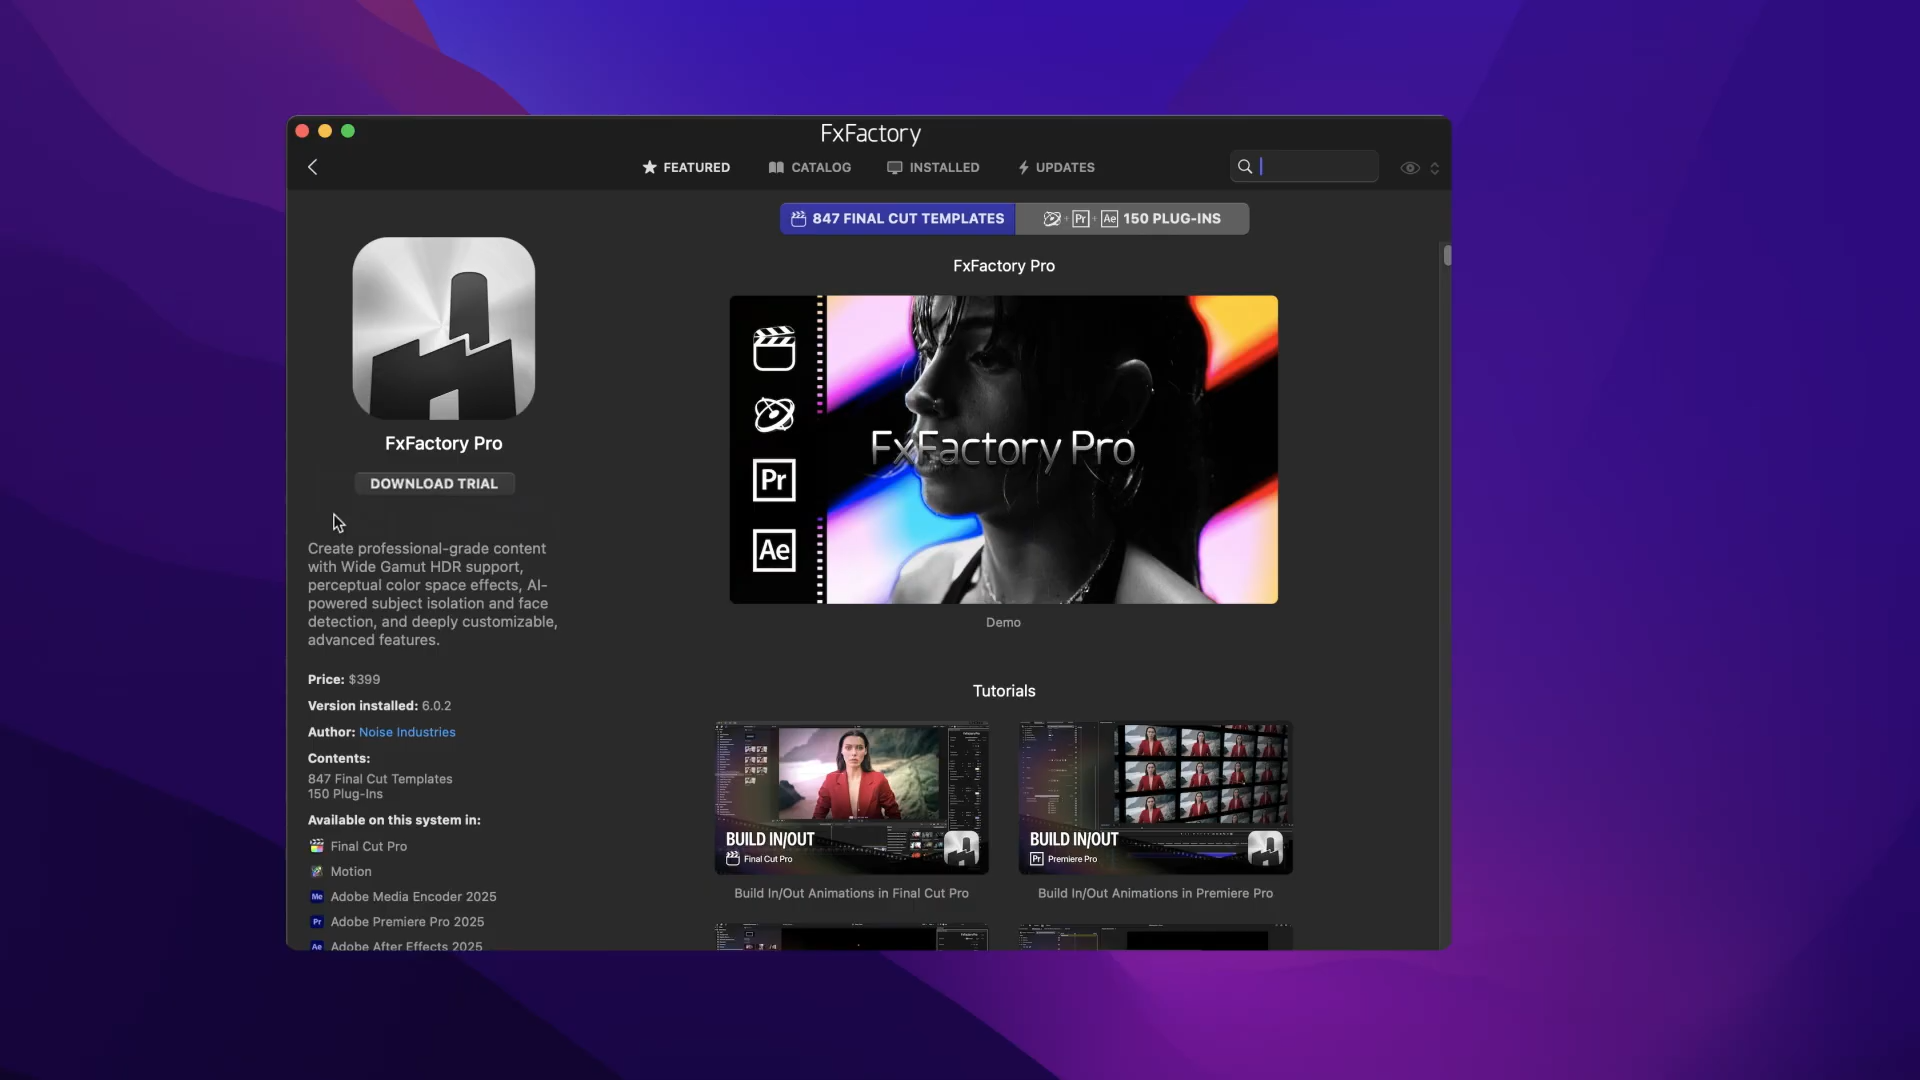 FxFactory
FEATURED
CATALOG
INSTALLED
UPDATES
847 FINAL CUT TEMPLATES
Pr
Ae
150 PLUG-INS
FxFactory Pro
DOWNLOAD TRIAL
Create professional-grade content
with Wide Gamut HDR support,
perceptual color space effects, AI-
powered subject isolation and face
detection, and deeply customizable,
advanced features.
Price: $399
Version installed: 6.0.2
Author: Noise Industries
Contents:
847 Final Cut Templates
150 Plug-Ins
Available on this system in:
Final Cut Pro
Motion
Me Adobe Media Encoder 2025
Pr Adobe Premiere Pro 2025
Ae Adobe After Effects 2025
FxFactory Pro
FxFactory Pro
Pr
Ae
Demo
Tutorials
BUILD IN/OUT
Final Cut Pro
Build In/Out Animations in Final Cut Pro
BUILD IN/OUT
Pr Premiere Pro
Build In/Out Animations in Premiere Pro